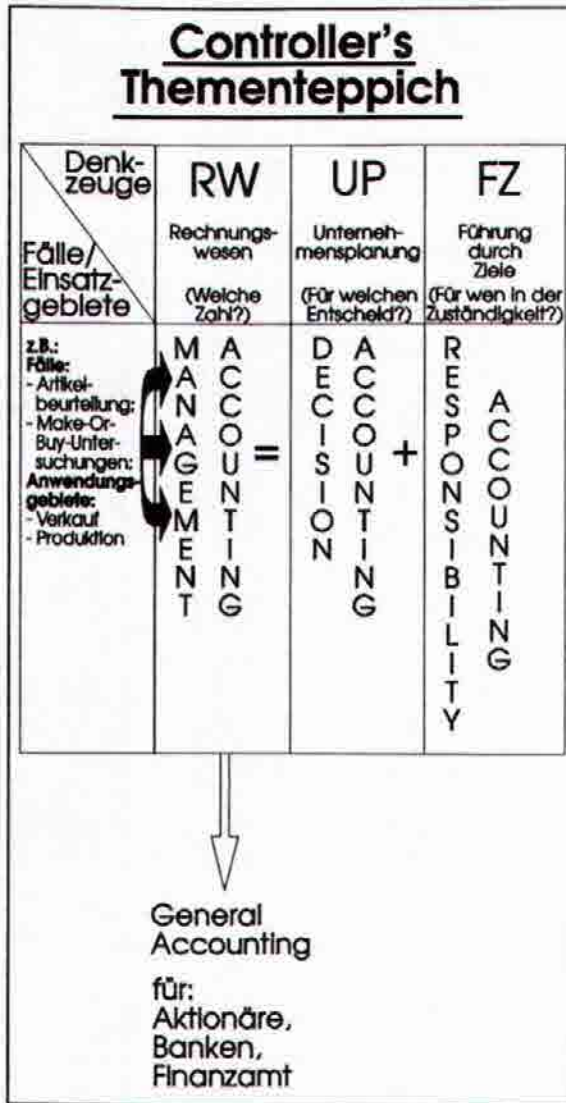 Controller's
Thementeppich
Denk-
zeuge
Fälle/
Einsatz-
gebiete
RW
Rechnungs-
wesen
(Welche
Zahl?)
UP
Unterneh-
mensplanung
(Für welchen
Entscheid?)
FZ
Führung
durch
Ziele
(Für wen in der
Zuständigkeit?)
z.B.:
Fälle:
- Artikel-
beurteilung;
- Make-Or-
Buy-Unter-
suchungen;
Anwendungs-
gebiete:
- Verkauf
- Produktion
MANAGEMENT
ACCOUNTING
=
DECISION
ACCOUNTING
+
RESPONSIBILITY
ACCOUNTING
General
Accounting
für:
Aktionäre,
Banken,
Finanzamt